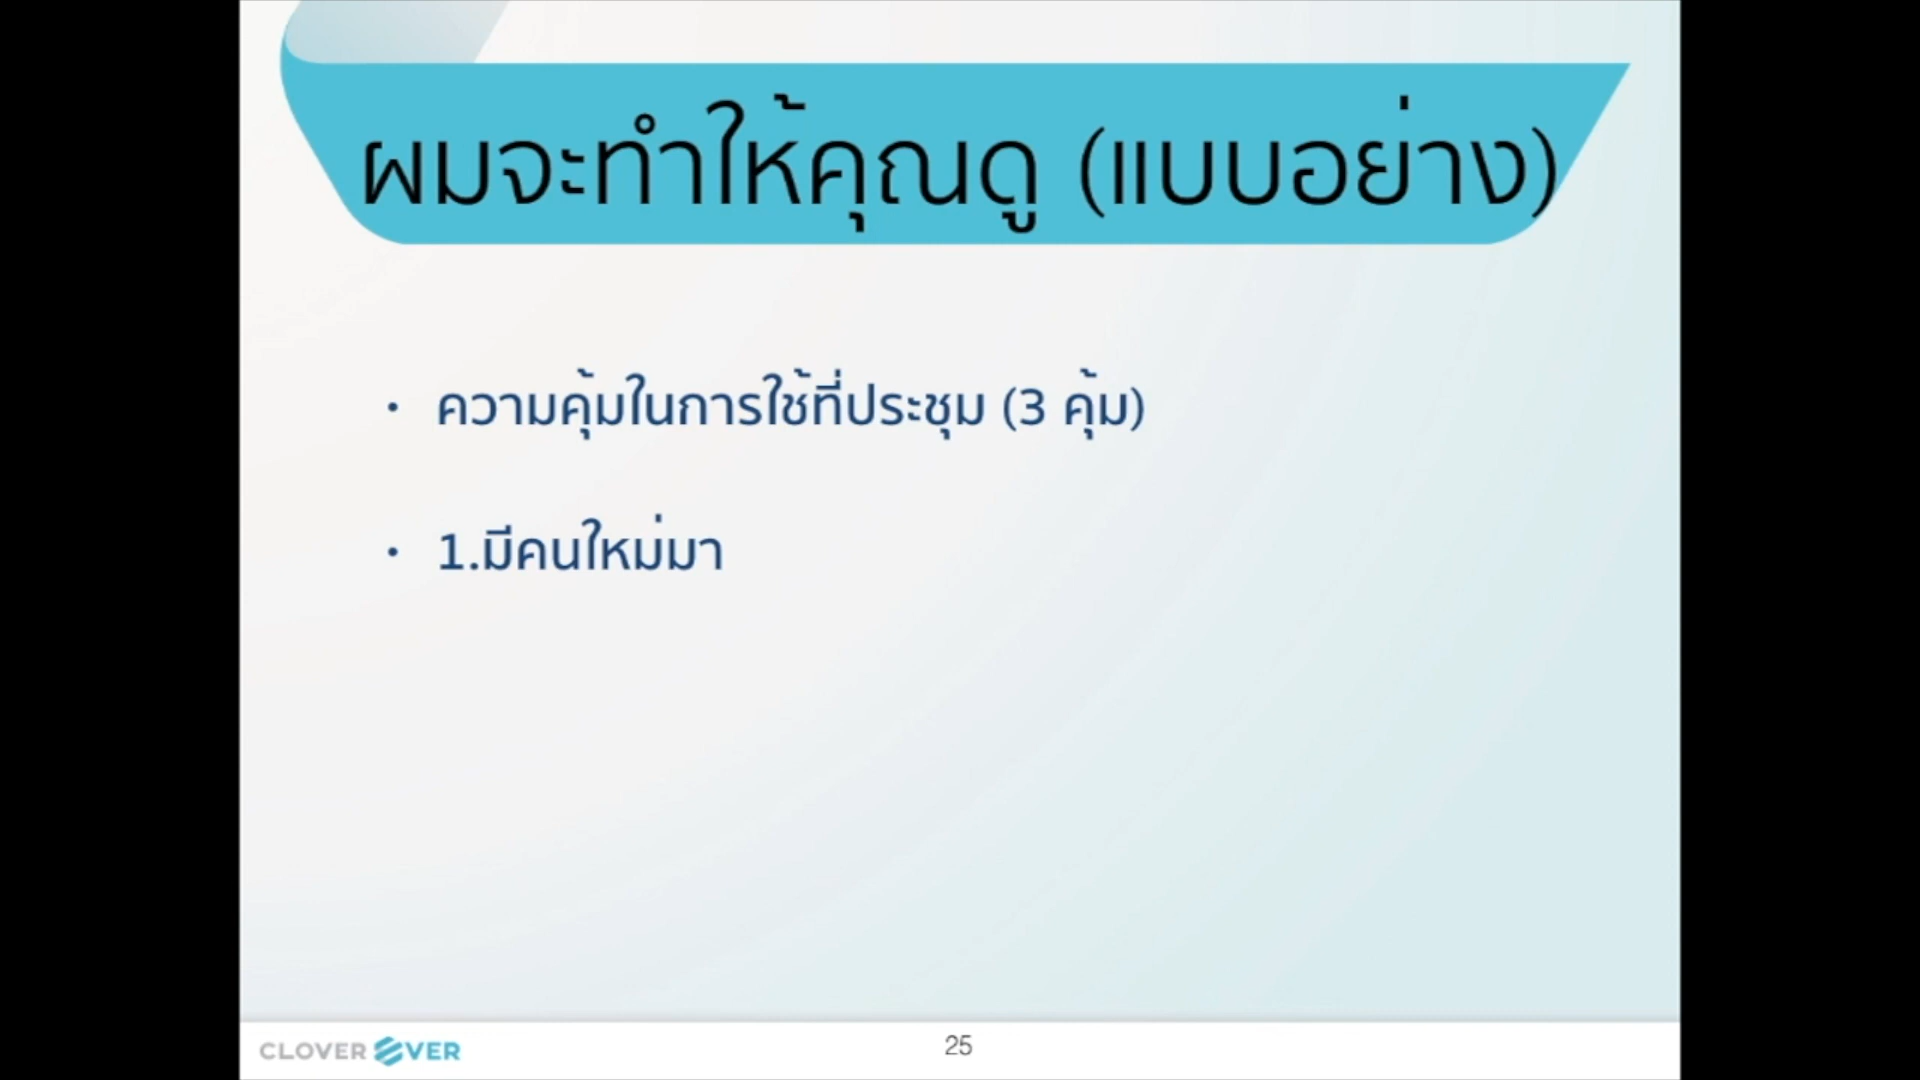 ผมจะทำให้คุณดู (แบบอย่าง)
• ความคุ้มในการใช้ที่ประชุม (3 คุ้ม)
• 1.มีคนใหม่มา
CLOVER EVER
25